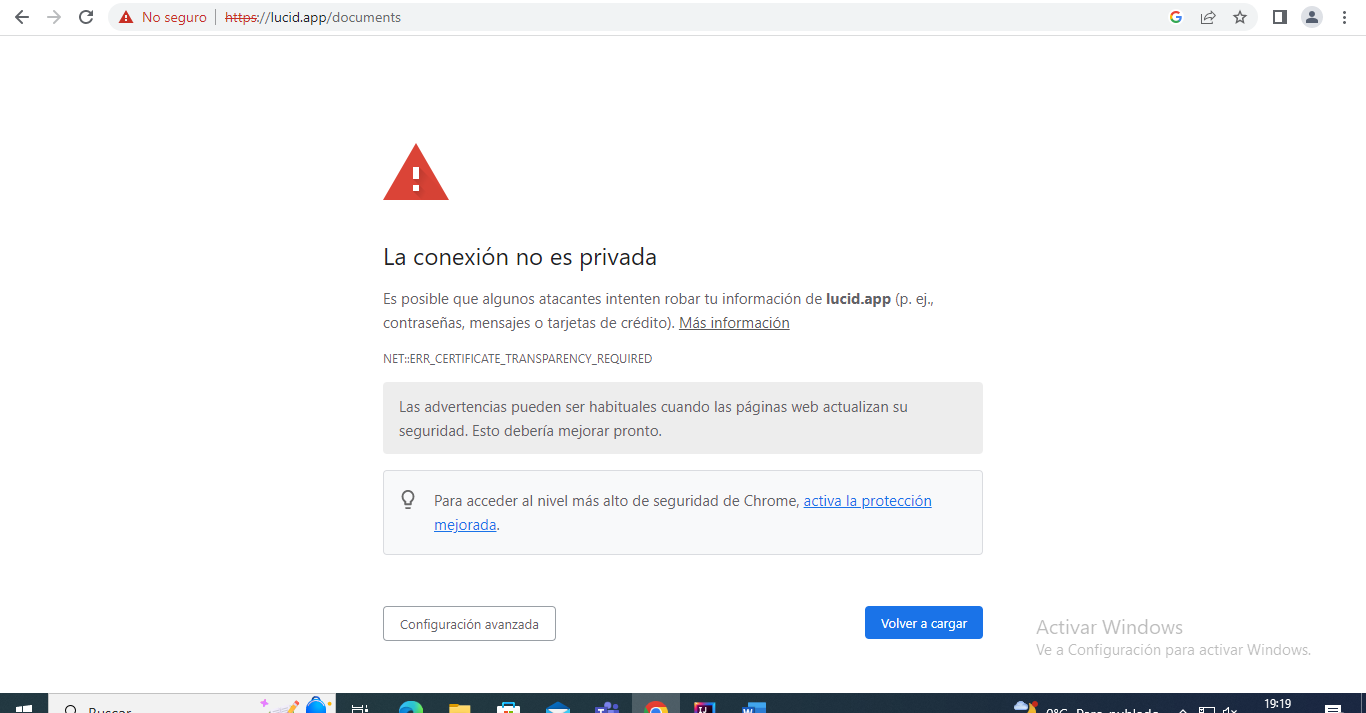 No seguro https://lucid.app/documents
La conexión no es privada
Es posible que algunos atacantes intenten robar tu información de lucid.app (p. ej.,
contraseñas, mensajes o tarjetas de crédito). Más información
NET::ERR_CERTIFICATE_TRANSPARENCY_REQUIRED
Las advertencias pueden ser habituales cuando las páginas web actualizan su
seguridad. Esto debería mejorar pronto.
Para acceder al nivel más alto de seguridad de Chrome, activa la protección
mejorada.
Configuración avanzada
Volver a cargar
Activar Windows
Ve a Configuración para activar Windows.
Buscar
19:19